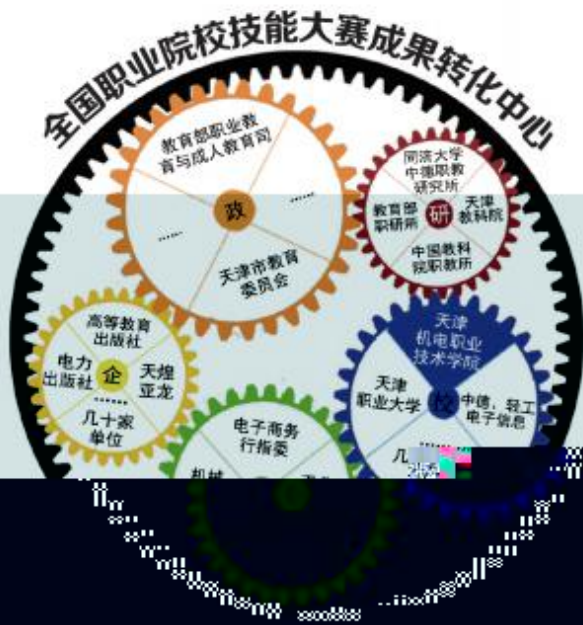 全国职业院校技能大赛成果转化中心
教育部职业教
育与成人教育司
政
......
......
天津市教育
委员会
同济大学
中德职教
研究所
教育部
职研所
研
天津
教科院
中国教科
院职教所
高等教育
出版社
电力
出版社
企
天煌
亚龙
......
几十家
单位
天津
机电职业
技术学院
天津
职业大学
校
中德，轻工
电子信息
......
几
电子商务
行指委
机械